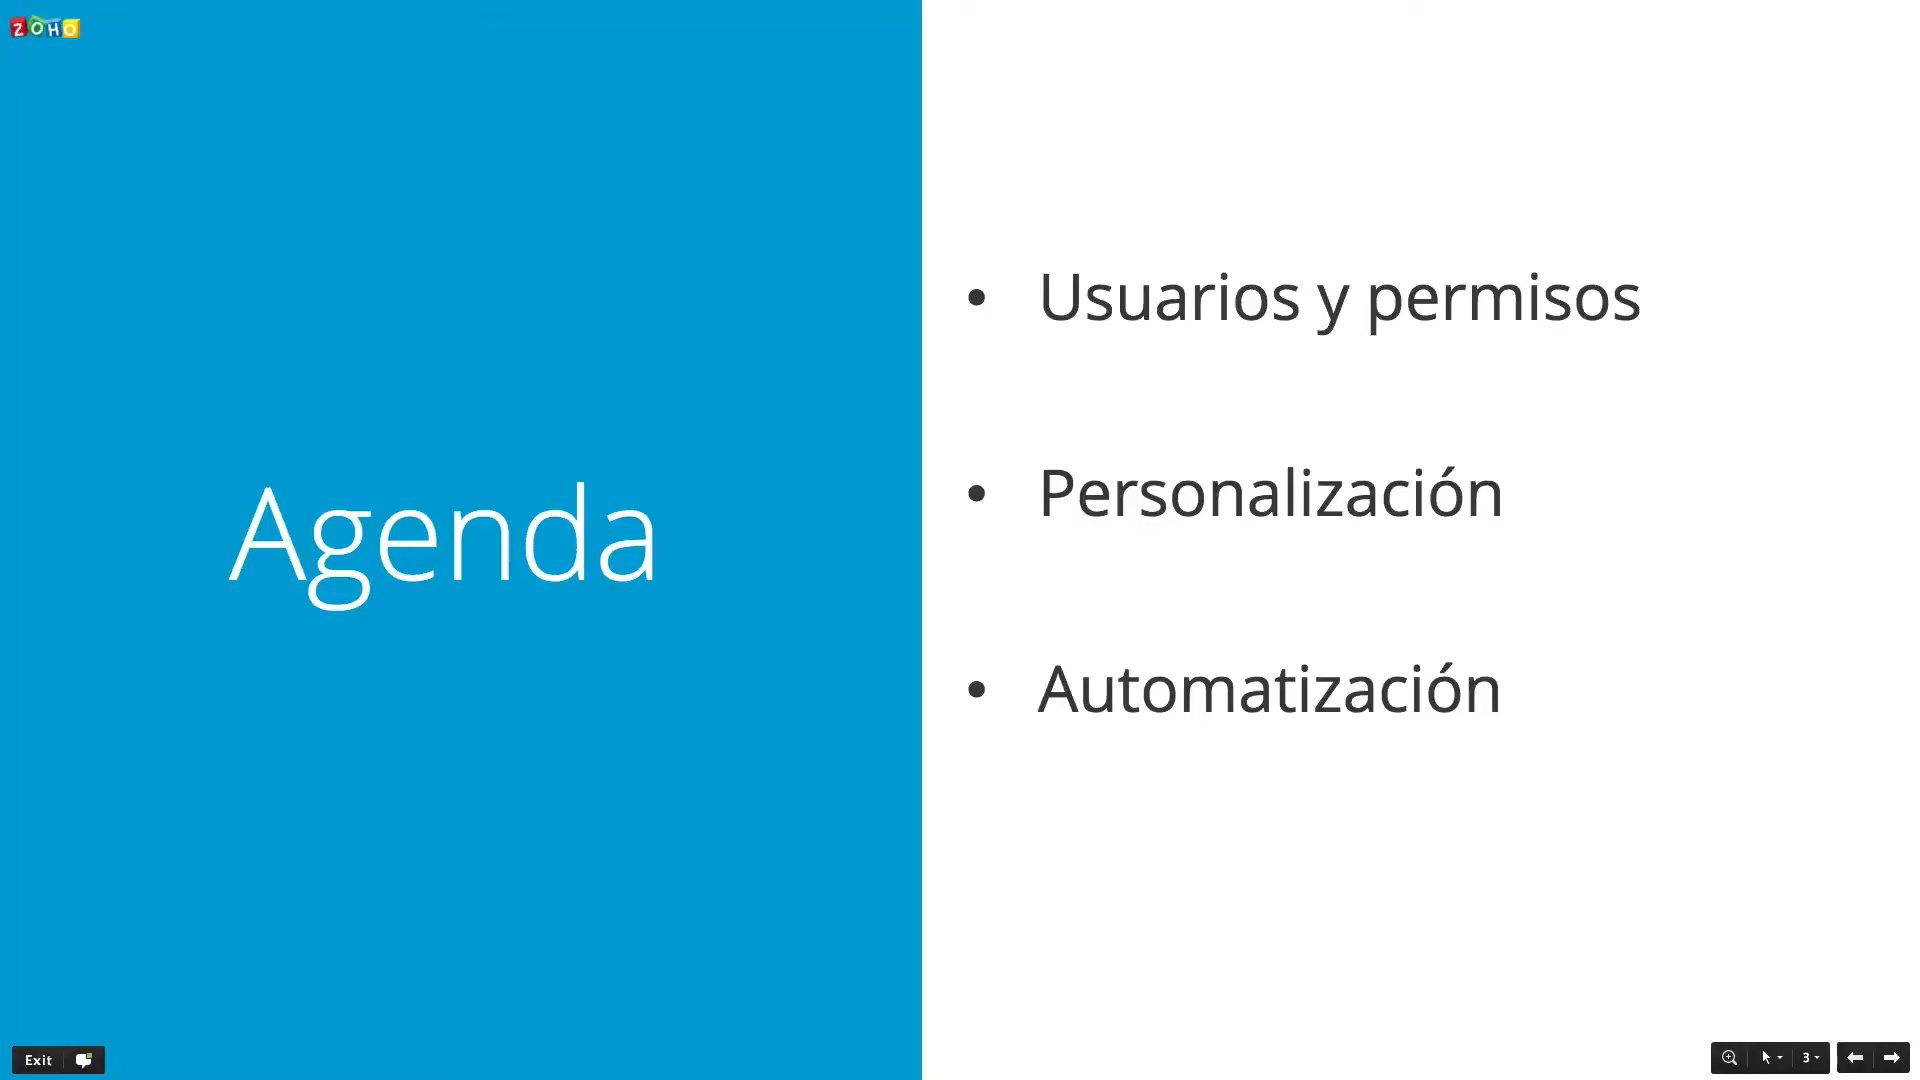 ZOHO
Agenda
• Usuarios y permisos
• Personalización
• Automatización
Exit
3